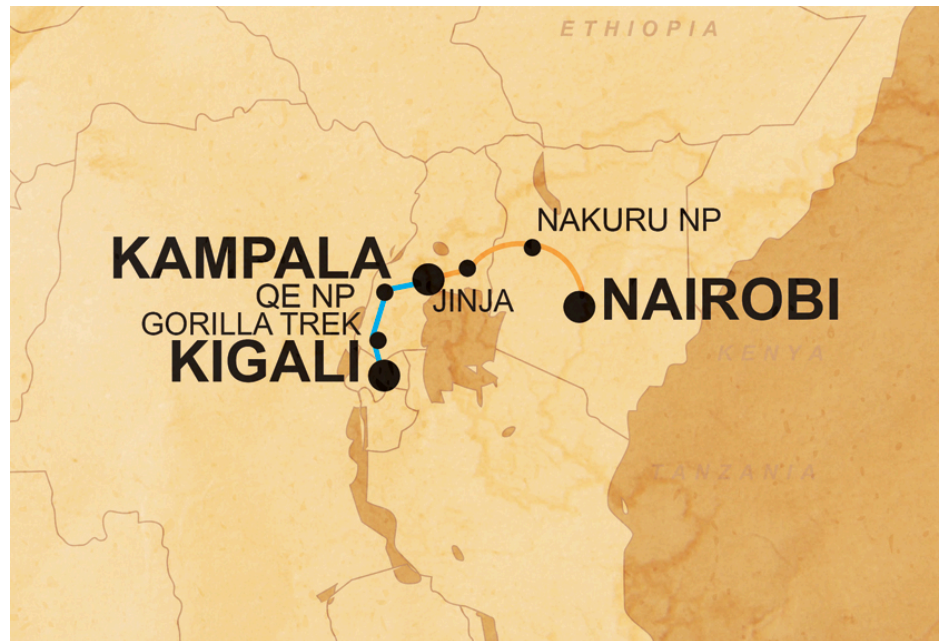 ETHIOPIA
NAKURU NP
KAMPALA
QE NP
JINJA
NAIROBI
GORILLA TREK
KIGALI
KENYA
TANZANIA